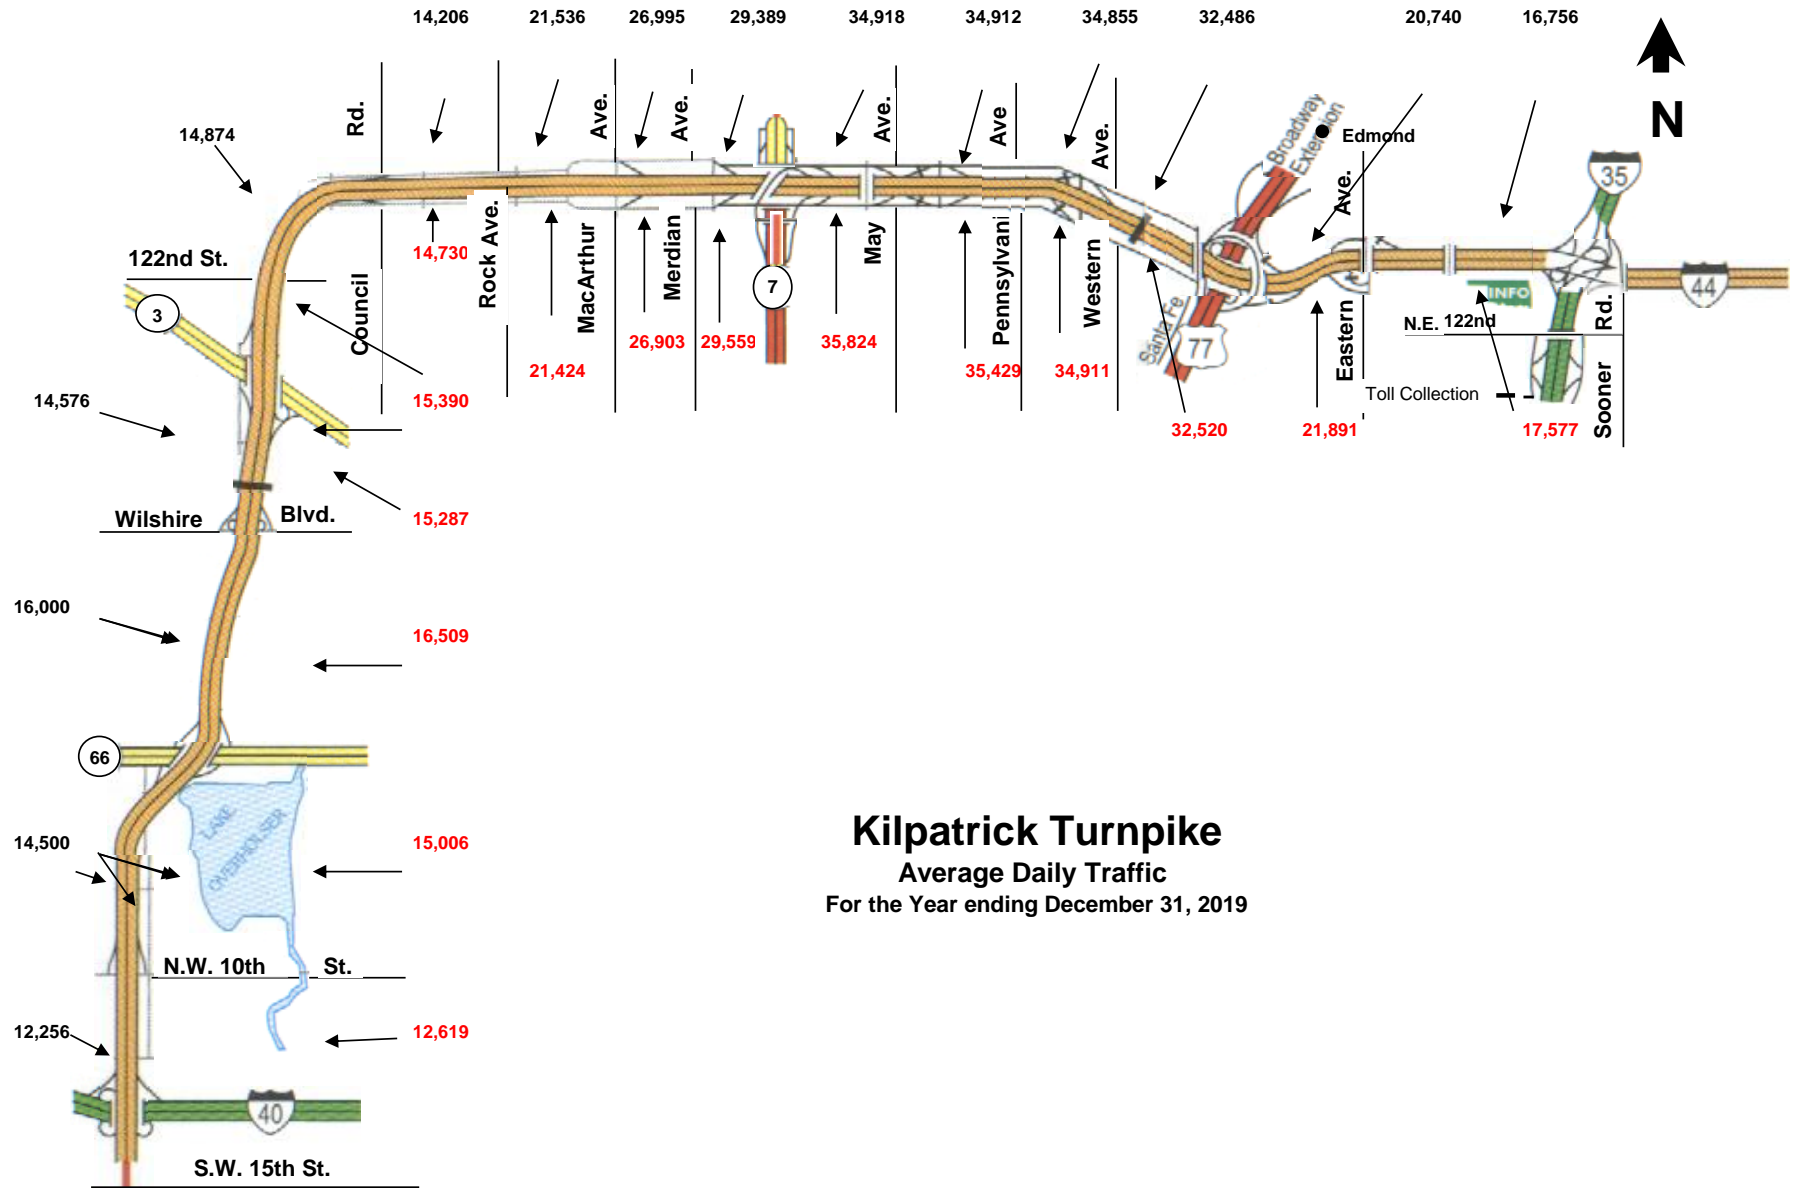 14,206 21,536 26,995 29,389 34,918 34,912 34,855 32,486 20,740 16,756
N
14,874
Rd.
Ave.
Ave.
Ave.
Ave
Ave.
Broadway
Extension
Edmond
Ave.
35
122nd St.
3
Council
14,730
Rock Ave.
MacArthur
Merdian
7
May
Pennsylvani
Western
Santa Fe
77
Eastern
INFO
N.E. 122nd
Rd.
44
Sooner
Toll Collection
26,903 29,559 35,824
21,424 35,429 34,911
14,576
15,390
32,520 21,891 17,577
15,287
Wilshire Blvd.
16,000
16,509
66
LAKE
OVERHOLSER
14,500
15,006
Kilpatrick Turnpike
Average Daily Traffic
For the Year ending December 31, 2019
N.W. 10th St.
12,256
12,619
40
S.W. 15th St.